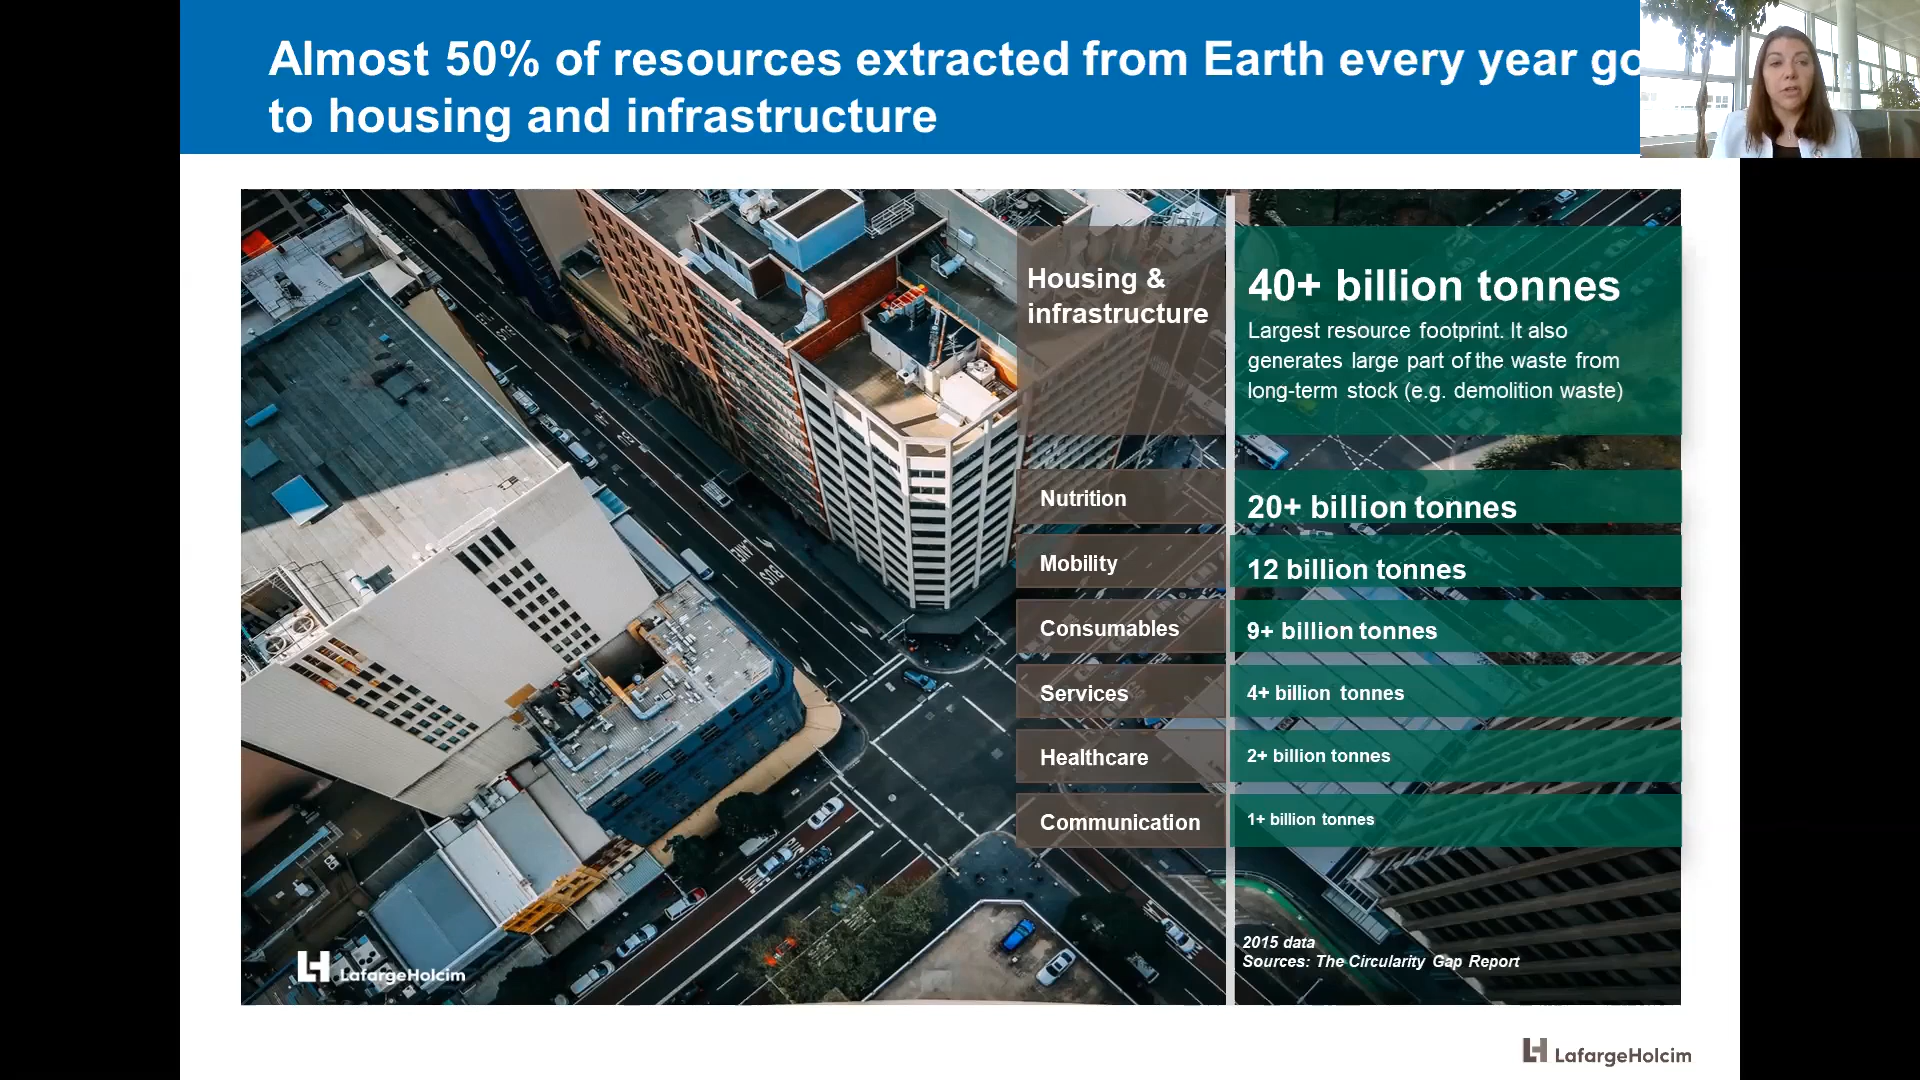 Almost 50% of resources extracted from Earth every year go
to housing and infrastructure
Housing &
infrastructure
40+ billion tonnes
Largest resource footprint. It also
generates large part of the waste from
long-term stock (e.g. demolition waste)
Nutrition
20+ billion tonnes
Mobility
12 billion tonnes
Consumables
9+ billion tonnes
Services
4+ billion tonnes
Healthcare
2+ billion tonnes
Communication
1+ billion tonnes
2015 data
Sources: The Circularity Gap Report
LafargeHolcim
LafargeHolcim
BUS
LANE